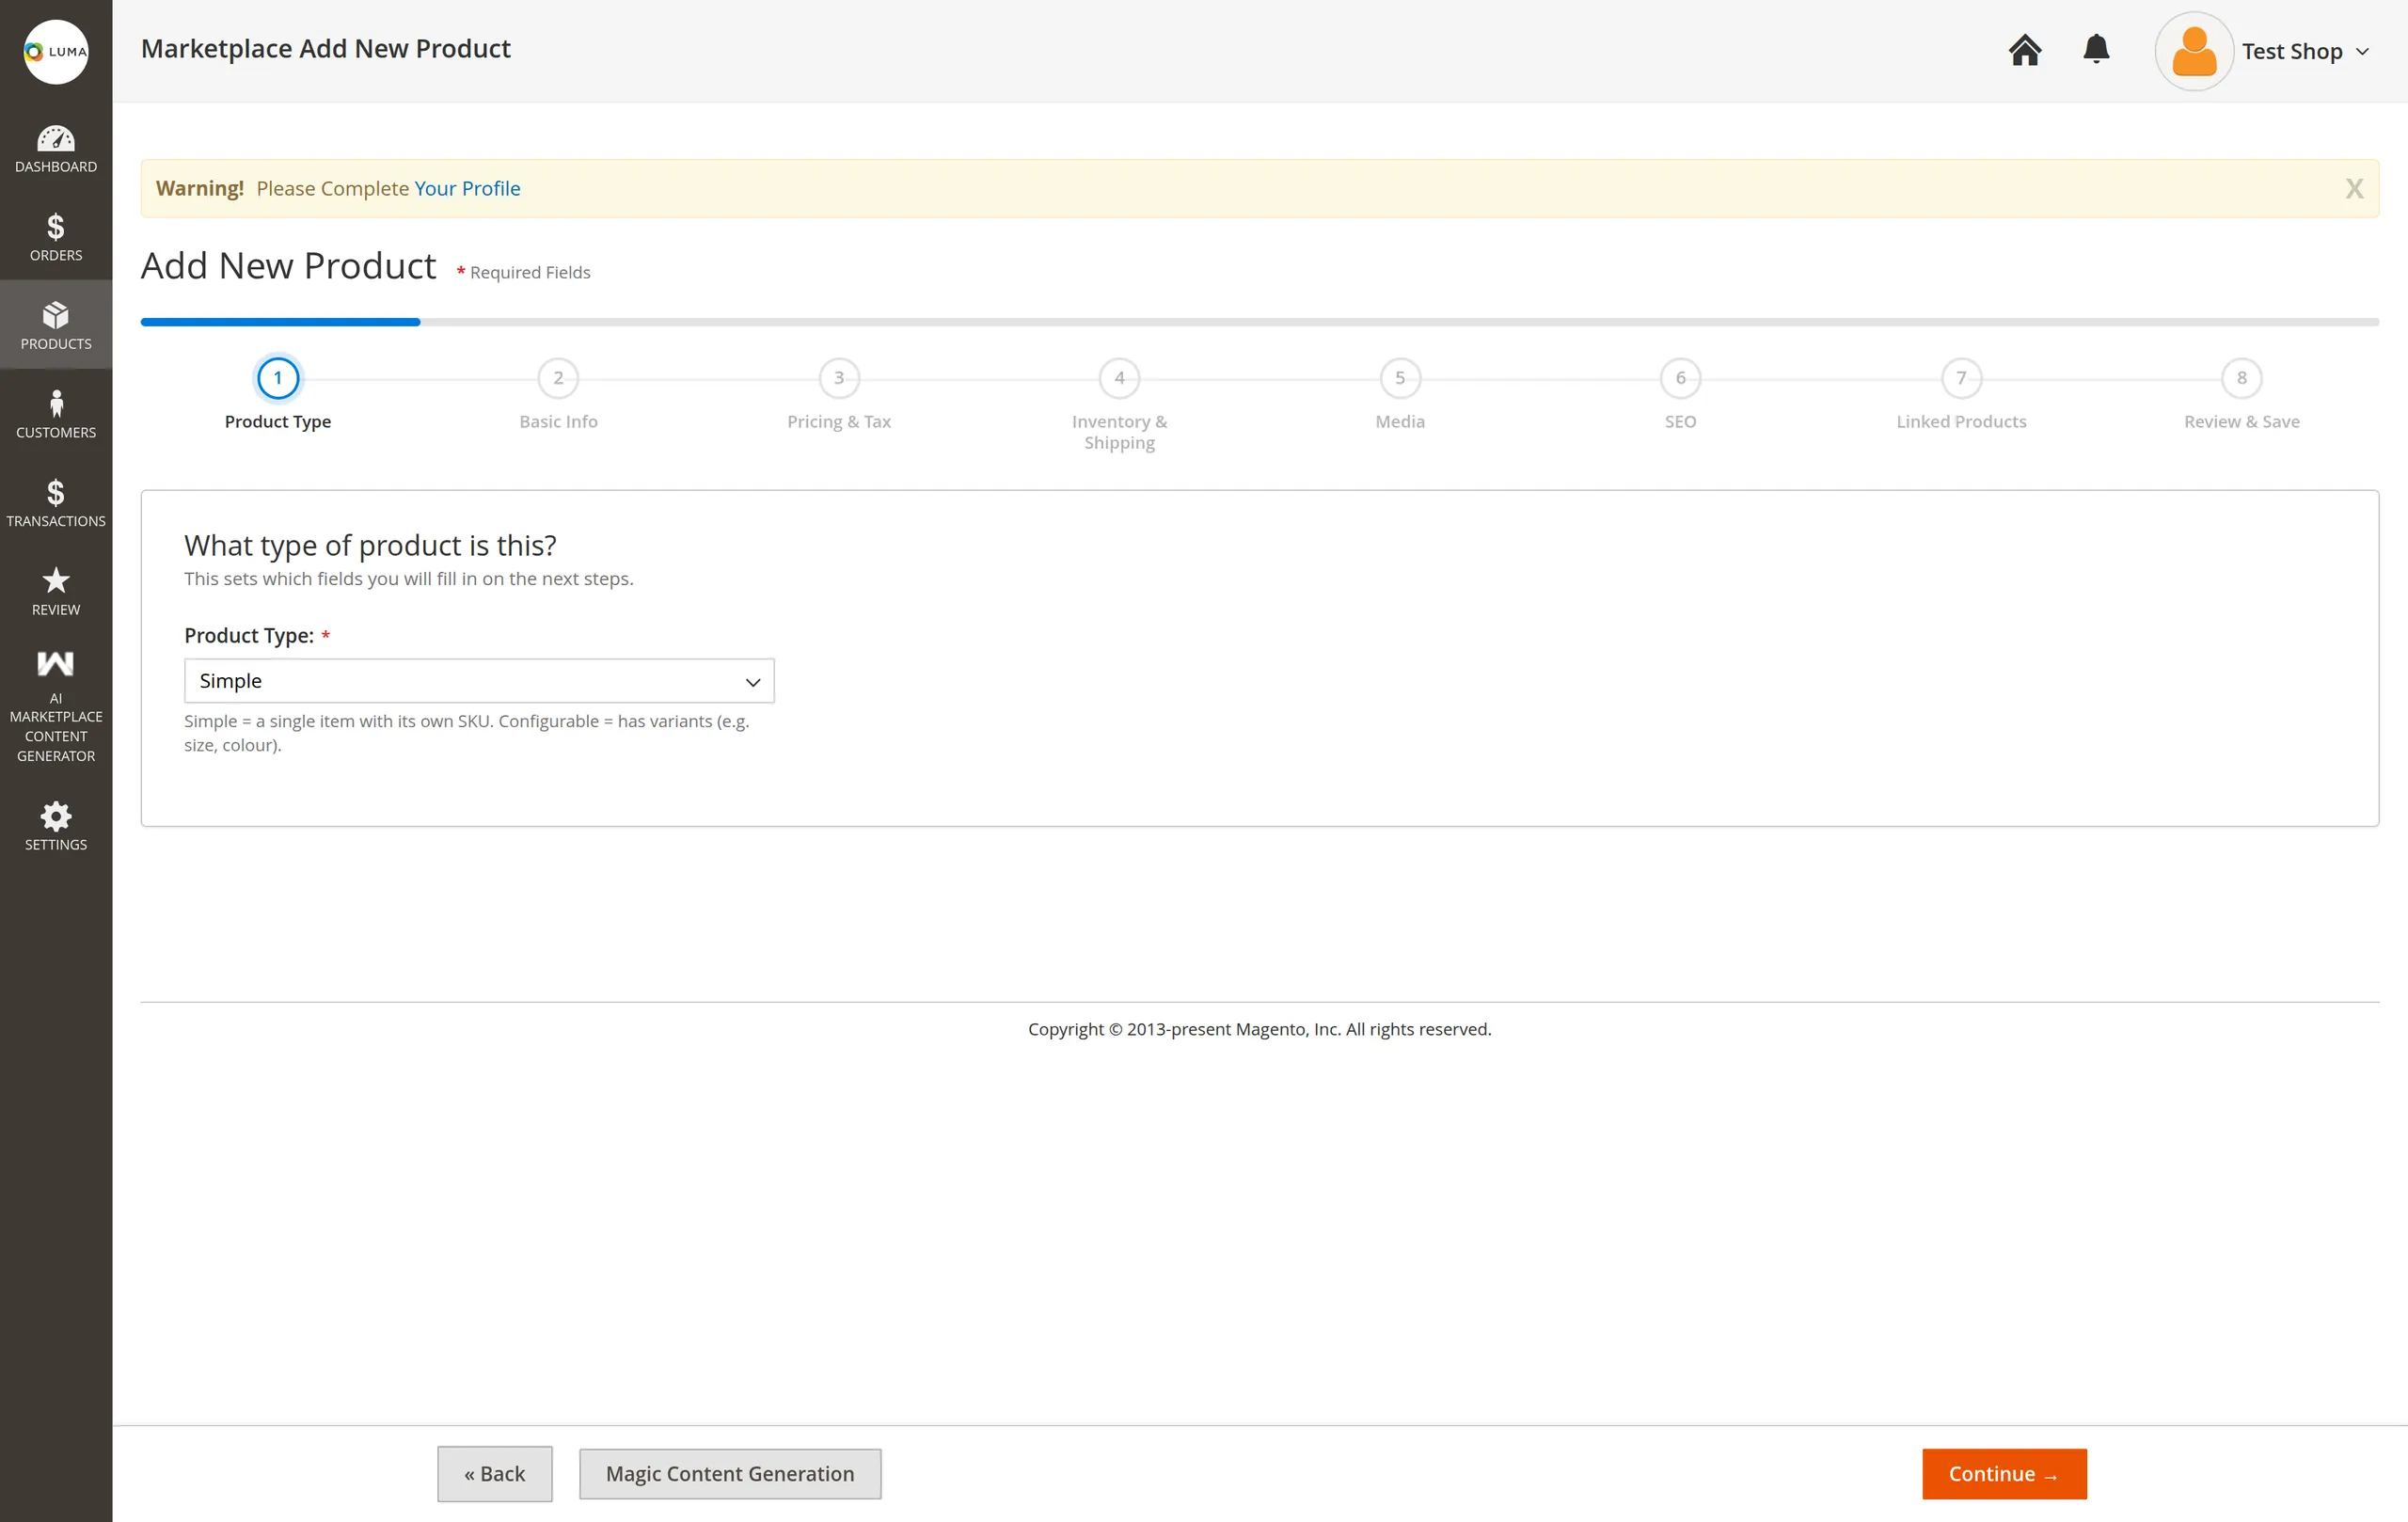 LUMA
Marketplace Add New Product
Test Shop
DASHBOARD
ORDERS
PRODUCTS
CUSTOMERS
TRANSACTIONS
REVIEW
AI
MARKETPLACE
CONTENT
GENERATOR
SETTINGS
Warning! Please Complete Your Profile
X
Add New Product * Required Fields
1
2
3
4
5
6
7
8
Product Type
Basic Info
Pricing & Tax
Inventory &
Shipping
Media
SEO
Linked Products
Review & Save
What type of product is this?
This sets which fields you will fill in on the next steps.
Product Type: *
Simple
Simple = a single item with its own SKU. Configurable = has variants (e.g.
size, colour).
Copyright © 2013-present Magento, Inc. All rights reserved.
« Back
Magic Content Generation
Continue →